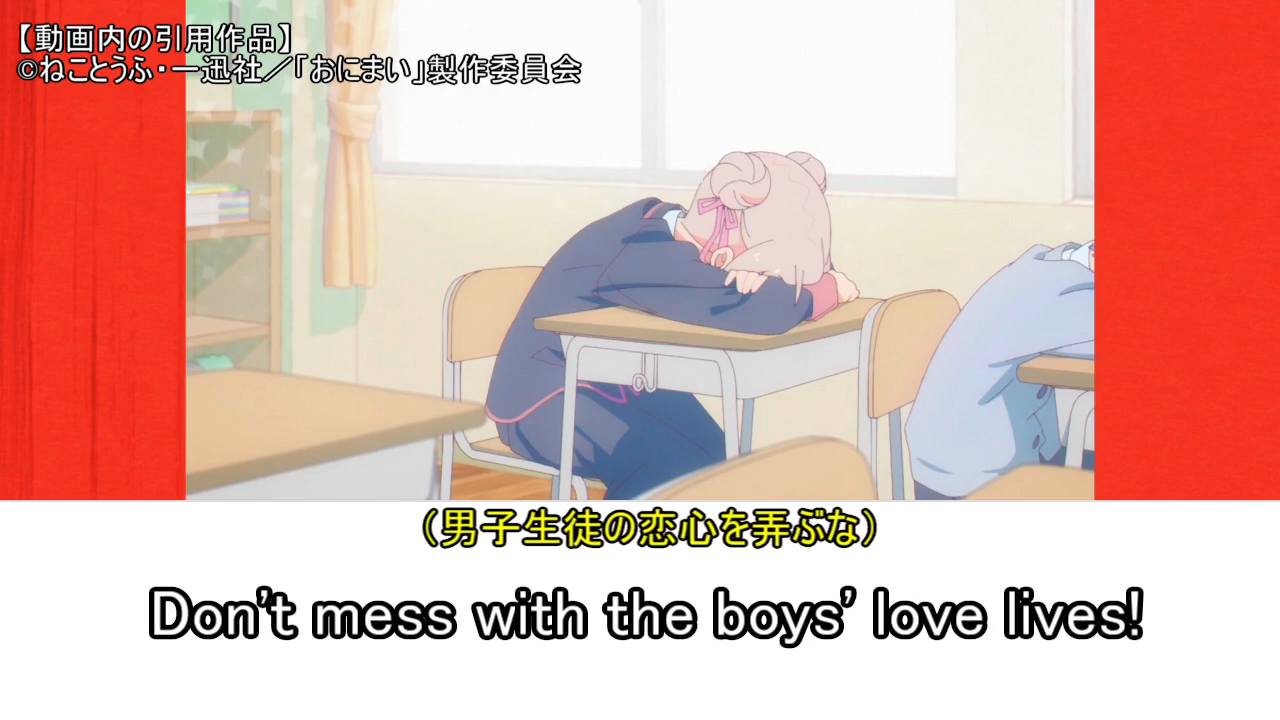 【動画内の引用作品】
©ねことうふ・一迅社／「おにまい」製作委員会
（男子生徒の恋心を弄ぶな）
Don't mess with the boys' love lives!